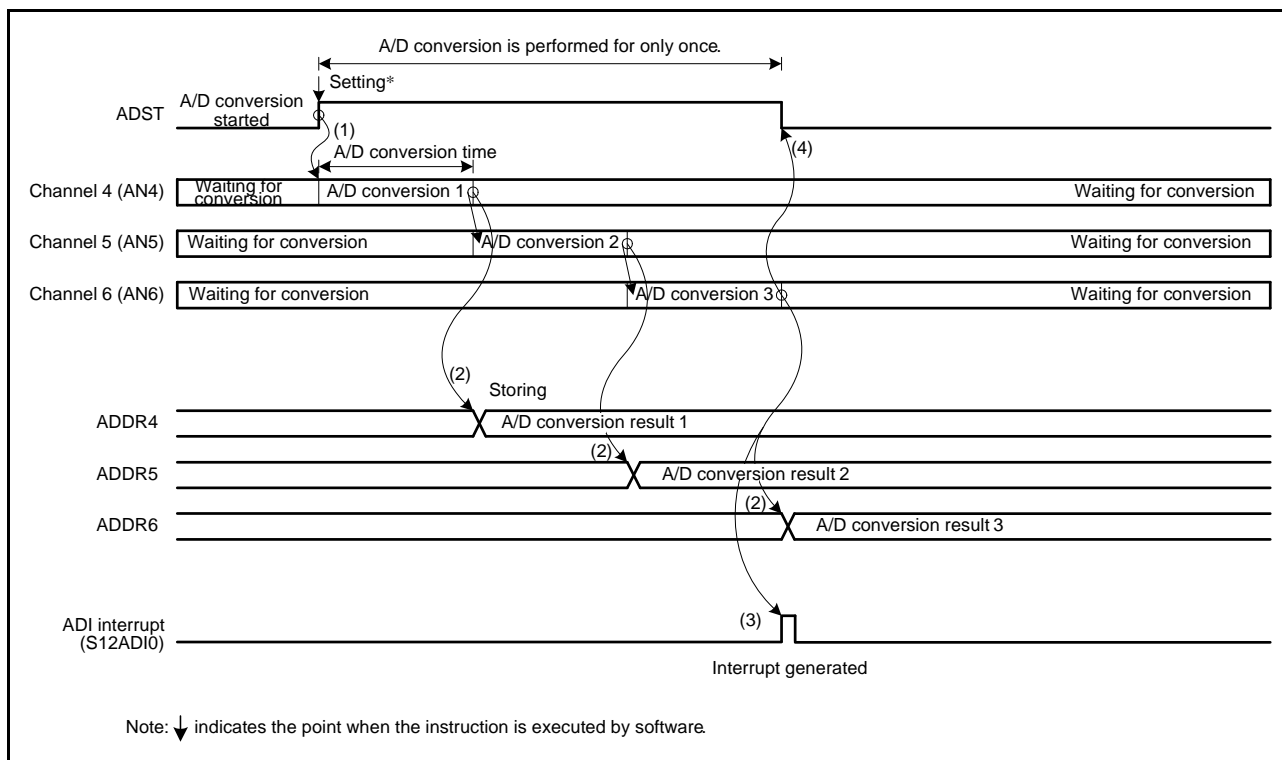 A/D conversion is performed for only once.
Setting*
ADST
A/D conversion
started
(1)
(4)
A/D conversion time
Channel 4 (AN4)
Waiting for
conversion
A/D conversion 1
Waiting for conversion
Channel 5 (AN5)
Waiting for conversion
A/D conversion 2
Waiting for conversion
Channel 6 (AN6)
Waiting for conversion
A/D conversion 3
Waiting for conversion
(2)
Storing
ADDR4
A/D conversion result 1
(2)
ADDR5
A/D conversion result 2
(2)
ADDR6
A/D conversion result 3
ADI interrupt
(S12ADI0)
(3)
Interrupt generated
Note: indicates the point when the instruction is executed by software.